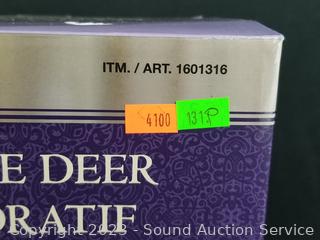 ITM. / ART. 1601316
4100
131P
E DEER
ORATIF
Copyright 2023 - Sound Auction Service